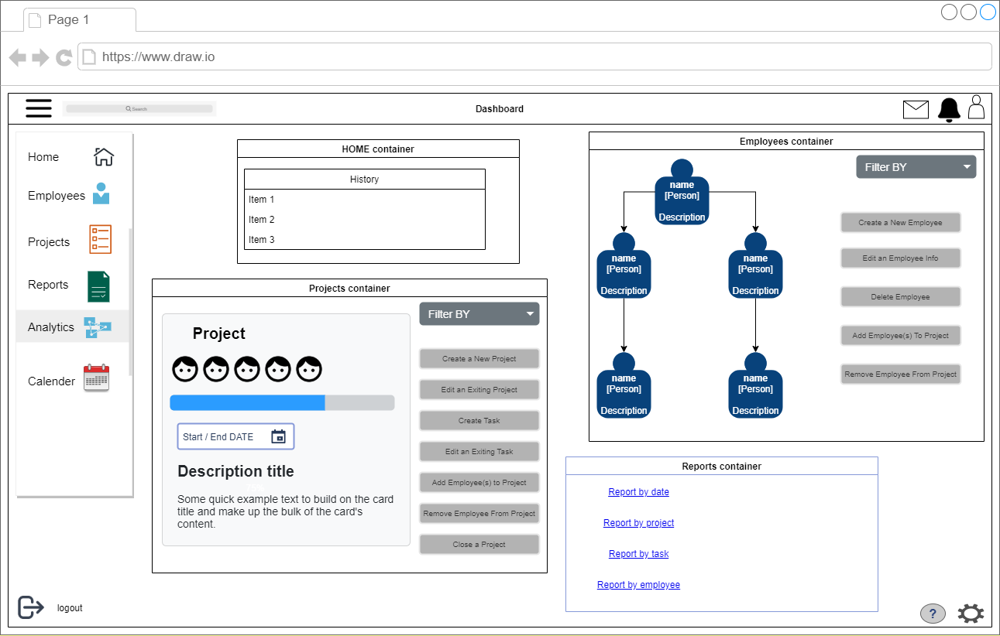 Page 1
https://www.draw.io
Search
Dashboard
Home
Employees
Projects
Reports
Analytics
Calender
logout
HOME container
History
Item 1
Item 2
Item 3
Projects container
Project
Start / End DATE
Description title
Some quick example text to build on the card
title and make up the bulk of the card's
content.
Filter BY
Create a New Project
Edit an Exiting Project
Create Task
Edit an Exiting Task
Add Employee(s) to Project
Remove Employee From Project
Close a Project
Employees container
name
[Person]
Description
name
[Person]
Description
name
[Person]
Description
name
[Person]
Description
name
[Person]
Description
Filter BY
Create a New Employee
Edit an Employee Info
Delete Employee
Add Employee(s) To Project
Remove Employee From Project
Reports container
Report by date
Report by project
Report by task
Report by employee
?